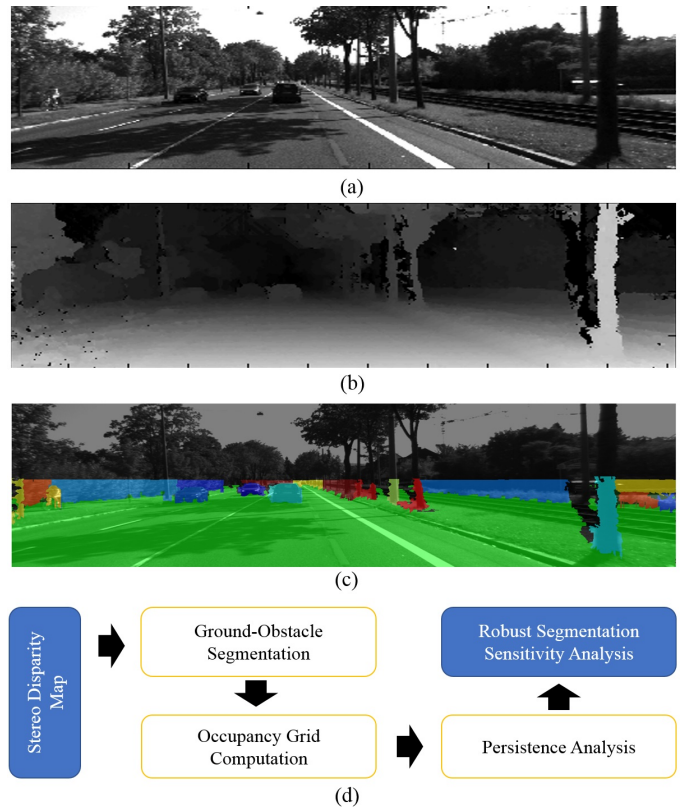 (a)
(b)
(c)
Stereo Disparity
Map
Ground-Obstacle
Segmentation
Robust Segmentation
Sensitivity Analysis
Occupancy Grid
Computation
Persistence Analysis
(d)